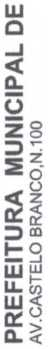 PREFEITURA MUNICIPAL DE
AV.CASTELO BRANCO,N.100